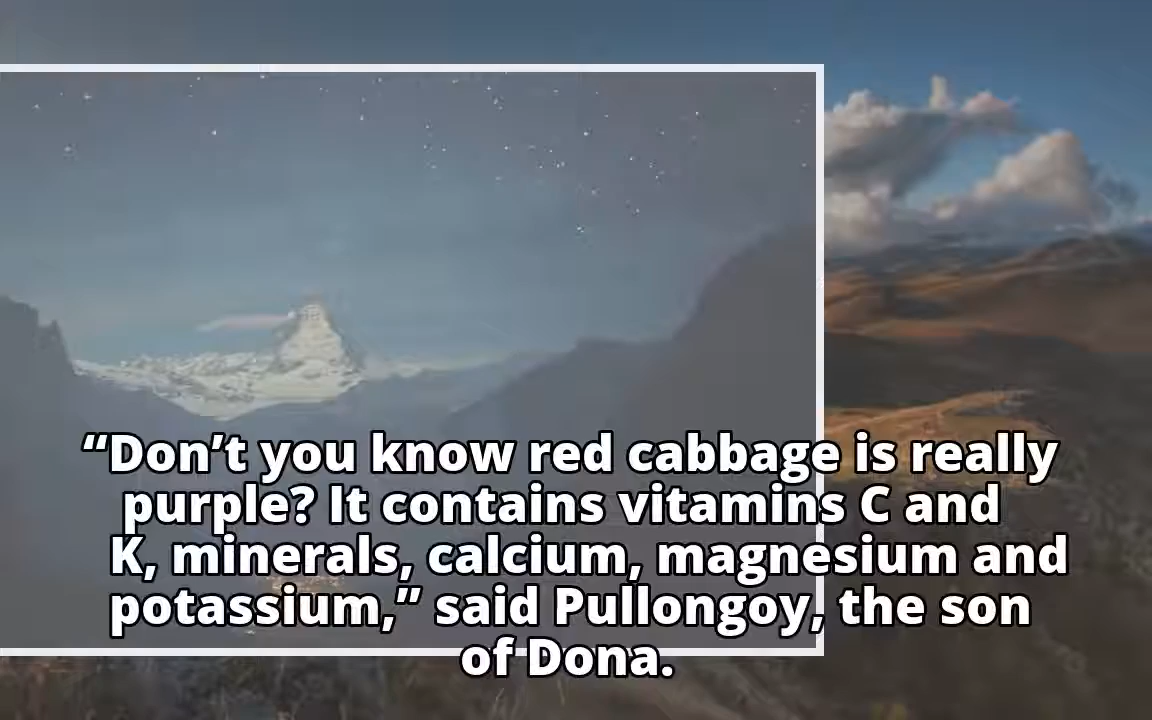 “Don’t you know red cabbage is really
purple? It contains vitamins C and
K, minerals, calcium, magnesium and
potassium,” said Pullongoy, the son
of Dona.